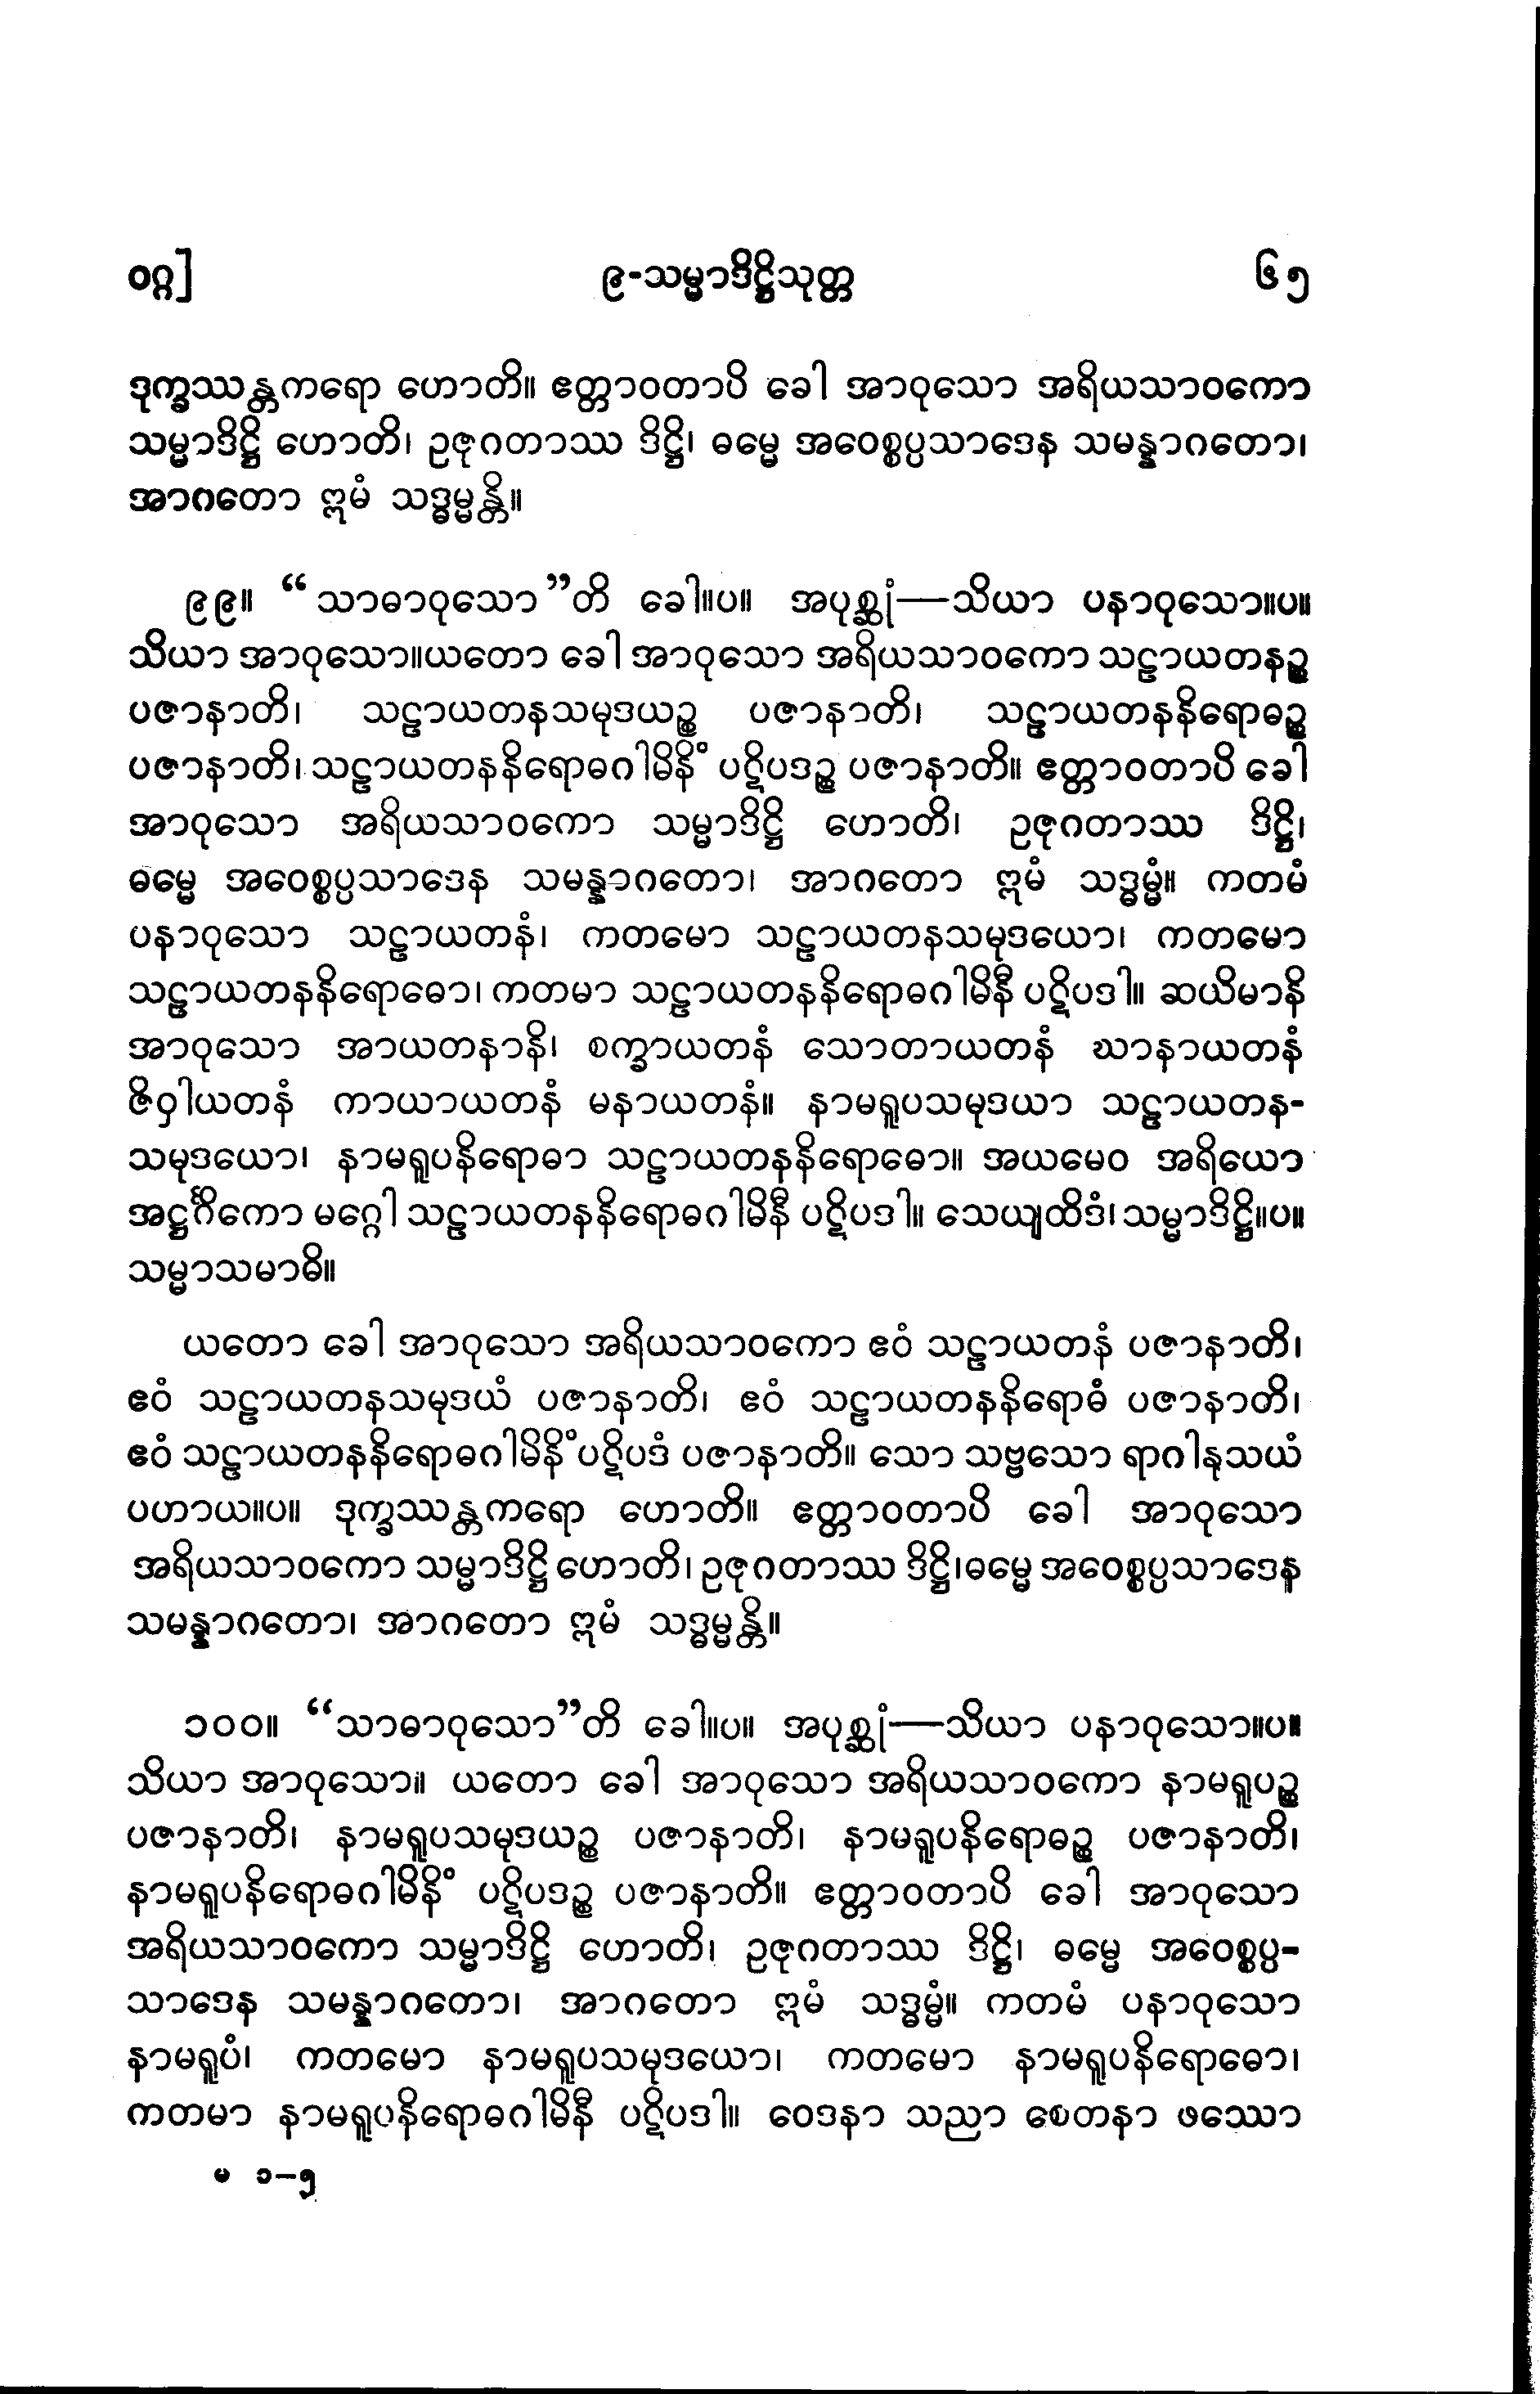 ဝဂ္ဂ] ၉-သမ္မာဒိဋ္ဌိသုတ္တ ၆၅
ဒုက္ခဿန္တကရော ဟောတိ။ ဧတ္တာဝတာပိ ခေါ အာဝုသော အရိယသာဝကော
သမ္မာဒိဋ္ဌိ ဟောတိ၊ ဥဇုဂတာဿ ဒိဋ္ဌိ၊ ဓမ္မေ အဝေစ္စပ္ပသာဒေန သမန္နာဂတော၊
အာဂတော ဣမံ သဒ္ဓမ္မန္တိ။
၉၉။ “သာဓာဝုသော”တိ ခေါ။ပ။ အပုစ္ဆုံ—သိယာ ပနာဝုသော။ပ။
သိယာ အာဝုသော။ယတော ခေါ အာဝုသော အရိယသာဝကော သဠာယတနဉ္စ
ပဇာနာတိ၊ သဠာယတနသမုဒယဉ္စ ပဇာနာတိ၊ သဠာယတနနိရောဓဉ္စ
ပဇာနာတိ၊ သဠာယတနနိရောဓဂါမိနိံ ပဋိပဒဉ္စ ပဇာနာတိ။ ဧတ္တာဝတာပိ ခေါ
အာဝုသော အရိယသာဝကော သမ္မာဒိဋ္ဌိ ဟောတိ၊ ဥဇုဂတာဿ ဒိဋ္ဌိ၊
ဓမ္မေ အဝေစ္စပ္ပသာဒေန သမန္နာဂတော၊ အာဂတော ဣမံ သဒ္ဓမ္မံ။ ကတမံ
ပနာဝုသော သဠာယတနံ၊ ကတမော သဠာယတနသမုဒယော၊ ကတမော
သဠာယတနနိရောဓော၊ ကတမာ သဠာယတနနိရောဓဂါမိနီ ပဋိပဒါ။ ဆယိမာနိ
အာဝုသော အာယတနာနိ၊ စက္ခာယတနံ သောတာယတနံ ဃာနာယတနံ
ဇိဝှါယတနံ ကာယာယတနံ မနာယတနံ။ နာမရူပသမုဒယာ သဠာယတန-
သမုဒယော၊ နာမရူပနိရောဓာ သဠာယတနနိရောဓော။ အယမေဝ အရိယော
အဋ္ဌင်္ဂိကော မဂ္ဂေါ သဠာယတနနိရောဓဂါမိနီ ပဋိပဒါ။ သေယျထိဒံ၊ သမ္မာဒိဋ္ဌိ။ပ။
သမ္မာသမာဓိ။
ယတော ခေါ အာဝုသော အရိယသာဝကော ဧဝံ သဠာယတနံ ပဇာနာတိ၊
ဧဝံ သဠာယတနသမုဒယံ ပဇာနာတိ၊ ဧဝံ သဠာယတနနိရောဓံ ပဇာနာတိ၊
ဧဝံ သဠာယတနနိရောဓဂါမိနိံ ပဋိပဒံ ပဇာနာတိ။ သော သဗ္ဗသော ရာဂါနုသယံ
ပဟာယ။ပ။ ဒုက္ခဿန္တကရော ဟောတိ။ ဧတ္တာဝတာပိ ခေါ အာဝုသော
အရိယသာဝကော သမ္မာဒိဋ္ဌိ ဟောတိ၊ ဥဇုဂတာဿ ဒိဋ္ဌိ၊ဓမ္မေ အဝေစ္စပ္ပသာဒေန
သမန္နာဂတော၊ အာဂတော ဣမံ သဒ္ဓမ္မန္တိ။
၁၀၀။ “သာဓာဝုသော”တိ ခေါ။ပ။ အပုစ္ဆုံ—သိယာ ပနာဝုသော။ပ။
သိယာ အာဝုသော။ ယတော ခေါ အာဝုသော အရိယသာဝကော နာမရူပဉ္စ
ပဇာနာတိ၊ နာမရူပသမုဒယဉ္စ ပဇာနာတိ၊ နာမရူပနိရောဓဉ္စ ပဇာနာတိ၊
နာမရူပနိရောဓဂါမိနိံ ပဋိပဒဉ္စ ပဇာနာတိ။ ဧတ္တာဝတာပိ ခေါ အာဝုသော
အရိယသာဝကော သမ္မာဒိဋ္ဌိ ဟောတိ၊ ဥဇုဂတာဿ ဒိဋ္ဌိ၊ ဓမ္မေ အဝေစ္စပ္ပ-
သာဒေန သမန္နာဂတော၊ အာဂတော ဣမံ သဒ္ဓမ္မံ။ ကတမံ ပနာဝုသော
နာမရူပံ၊ ကတမော နာမရူပသမုဒယော၊ ကတမော နာမရူပနိရောဓော၊
ကတမာ နာမရူပနိရောဓဂါမိနီ ပဋိပဒါ။ ဝေဒနာ သညာ စေတနာ ဖဿော
မ ၁-၅